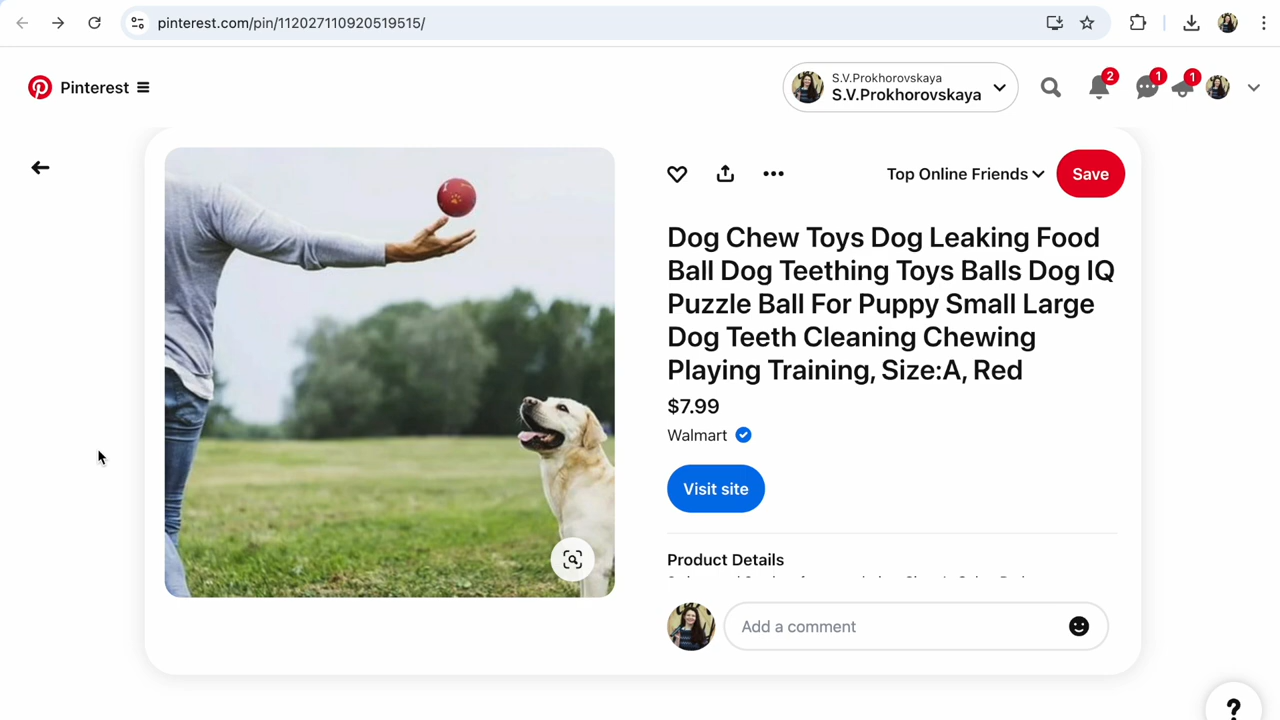 pinterest.com/pin/112027110920519515/
Pinterest
S.V.Prokhorovskaya
S.V.Prokhorovskaya
2
1
1
Top Online Friends
Save
Dog Chew Toys Dog Leaking Food
Ball Dog Teething Toys Balls Dog IQ
Puzzle Ball For Puppy Small Large
Dog Teeth Cleaning Chewing
Playing Training, Size:A, Red
$7.99
Walmart
Visit site
Product Details
Add a comment
?